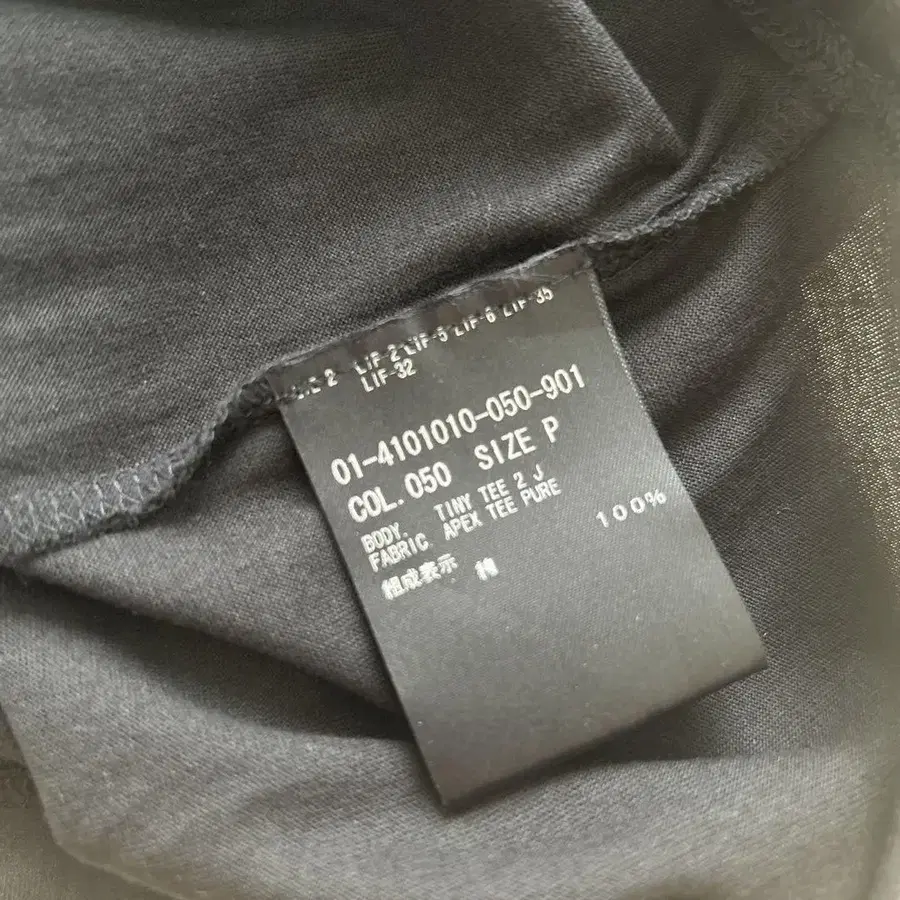 LIF-2 LIF-5 LIF-6 LIF-35
LIF-32
01-4101010-050-901
COL.050 SIZE P
BODY. TINY TEE 2 J
FABRIC. APEX TEE PURE
組成表示 綿 100%